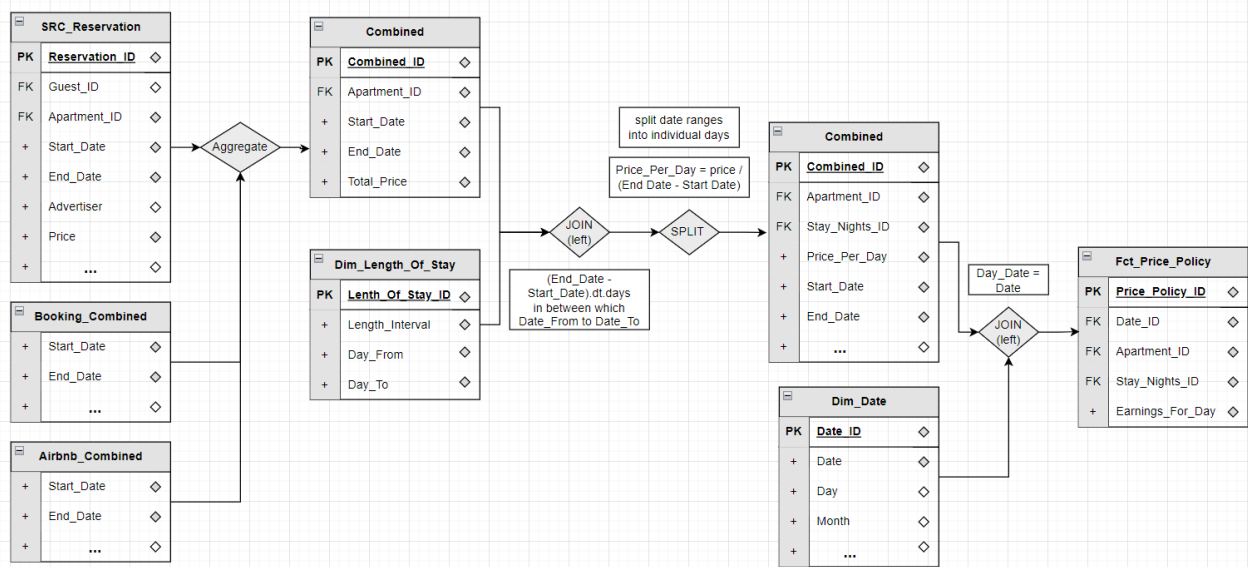 SRC_Reservation
PK Reservation_ID
FK Guest_ID
FK Apartment_ID
+ Start_Date
+ End_Date
+ Advertiser
+ Price
+ ...
Booking_Combined
+ Start_Date
+ End_Date
+ ...
Airbnb_Combined
+ Start_Date
+ End_Date
+ ...
Aggregate
Combined
PK Combined_ID
FK Apartment_ID
+ Start_Date
+ End_Date
+ Total_Price
Dim_Length_Of_Stay
PK Lenth_Of_Stay_ID
+ Length_Interval
+ Day_From
+ Day_To
JOIN
(left)
(End_Date -
Start_Date).dt.days
in between which
Date_From to Date_To
split date ranges
into individual days
Price_Per_Day = price /
(End Date - Start Date)
SPLIT
Combined
PK Combined_ID
FK Apartment_ID
FK Stay_Nights_ID
+ Price_Per_Day
+ Start_Date
+ End_Date
+ ...
Dim_Date
PK Date_ID
+ Date
+ Day
+ Month
+ ...
Day_Date =
Date
JOIN
(left)
Fct_Price_Policy
PK Price_Policy_ID
FK Date_ID
FK Apartment_ID
FK Stay_Nights_ID
+ Earnings_For_Day